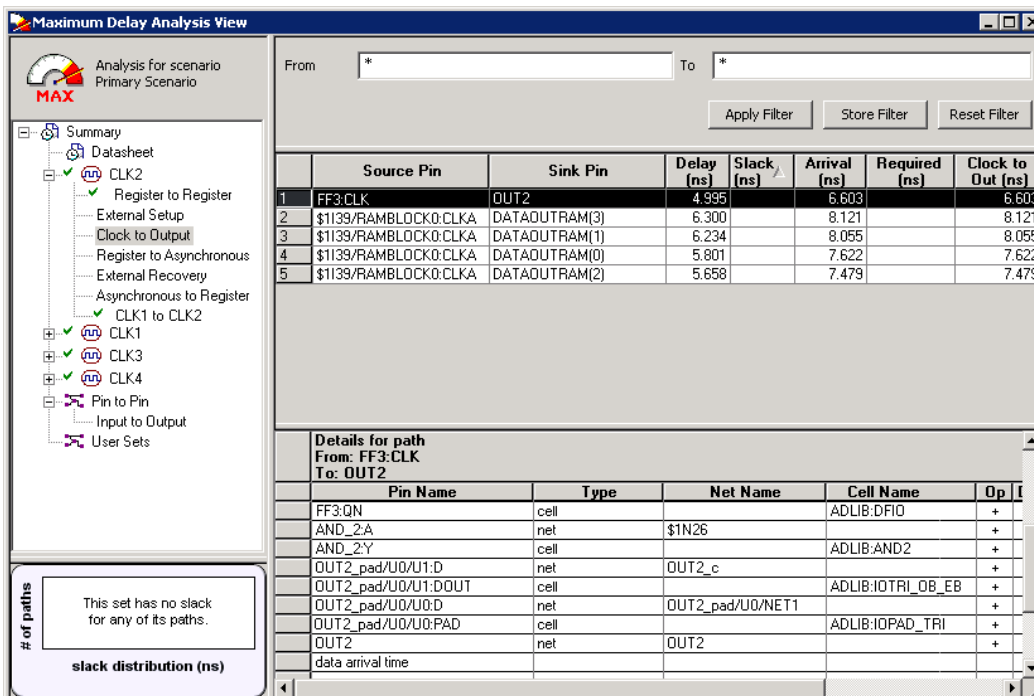 Maximum Delay Analysis View
Analysis for scenario
Primary Scenario
MAX
From * To *
Apply Filter Store Filter Reset Filter
Summary
Datasheet
CLK2
Register to Register
External Setup
Clock to Output
Register to Asynchronous
External Recovery
Asynchronous to Register
CLK1 to CLK2
CLK1
CLK3
CLK4
Pin to Pin
Input to Output
User Sets
# of paths
This set has no slack
for any of its paths.
slack distribution (ns)
Source Pin Sink Pin Delay (ns) Slack (ns) Arrival (ns) Required (ns) Clock to Out (ns)
1 FF3:CLK OUT2 4.995 6.603 6.603
2 $1I39/RAMBLOCK0:CLKA DATAOUTRAM(3) 6.300 8.121 8.121
3 $1I39/RAMBLOCK0:CLKA DATAOUTRAM(1) 6.234 8.055 8.055
4 $1I39/RAMBLOCK0:CLKA DATAOUTRAM(0) 5.801 7.622 7.622
5 $1I39/RAMBLOCK0:CLKA DATAOUTRAM(2) 5.658 7.479 7.479
Details for path
From: FF3:CLK
To: OUT2
Pin Name Type Net Name Cell Name Op
FF3:QN cell ADLIB:DFI0 +
AND_2:A net $1N26 +
AND_2:Y cell ADLIB:AND2 +
OUT2_pad/U0/U1:D net OUT2_c +
OUT2_pad/U0/U1:DOUT cell ADLIB:IOTRI_OB_EB +
OUT2_pad/U0/U0:D net OUT2_pad/U0/NET1 +
OUT2_pad/U0/U0:PAD cell ADLIB:IOPAD_TRI +
OUT2 net OUT2 +
data arrival time